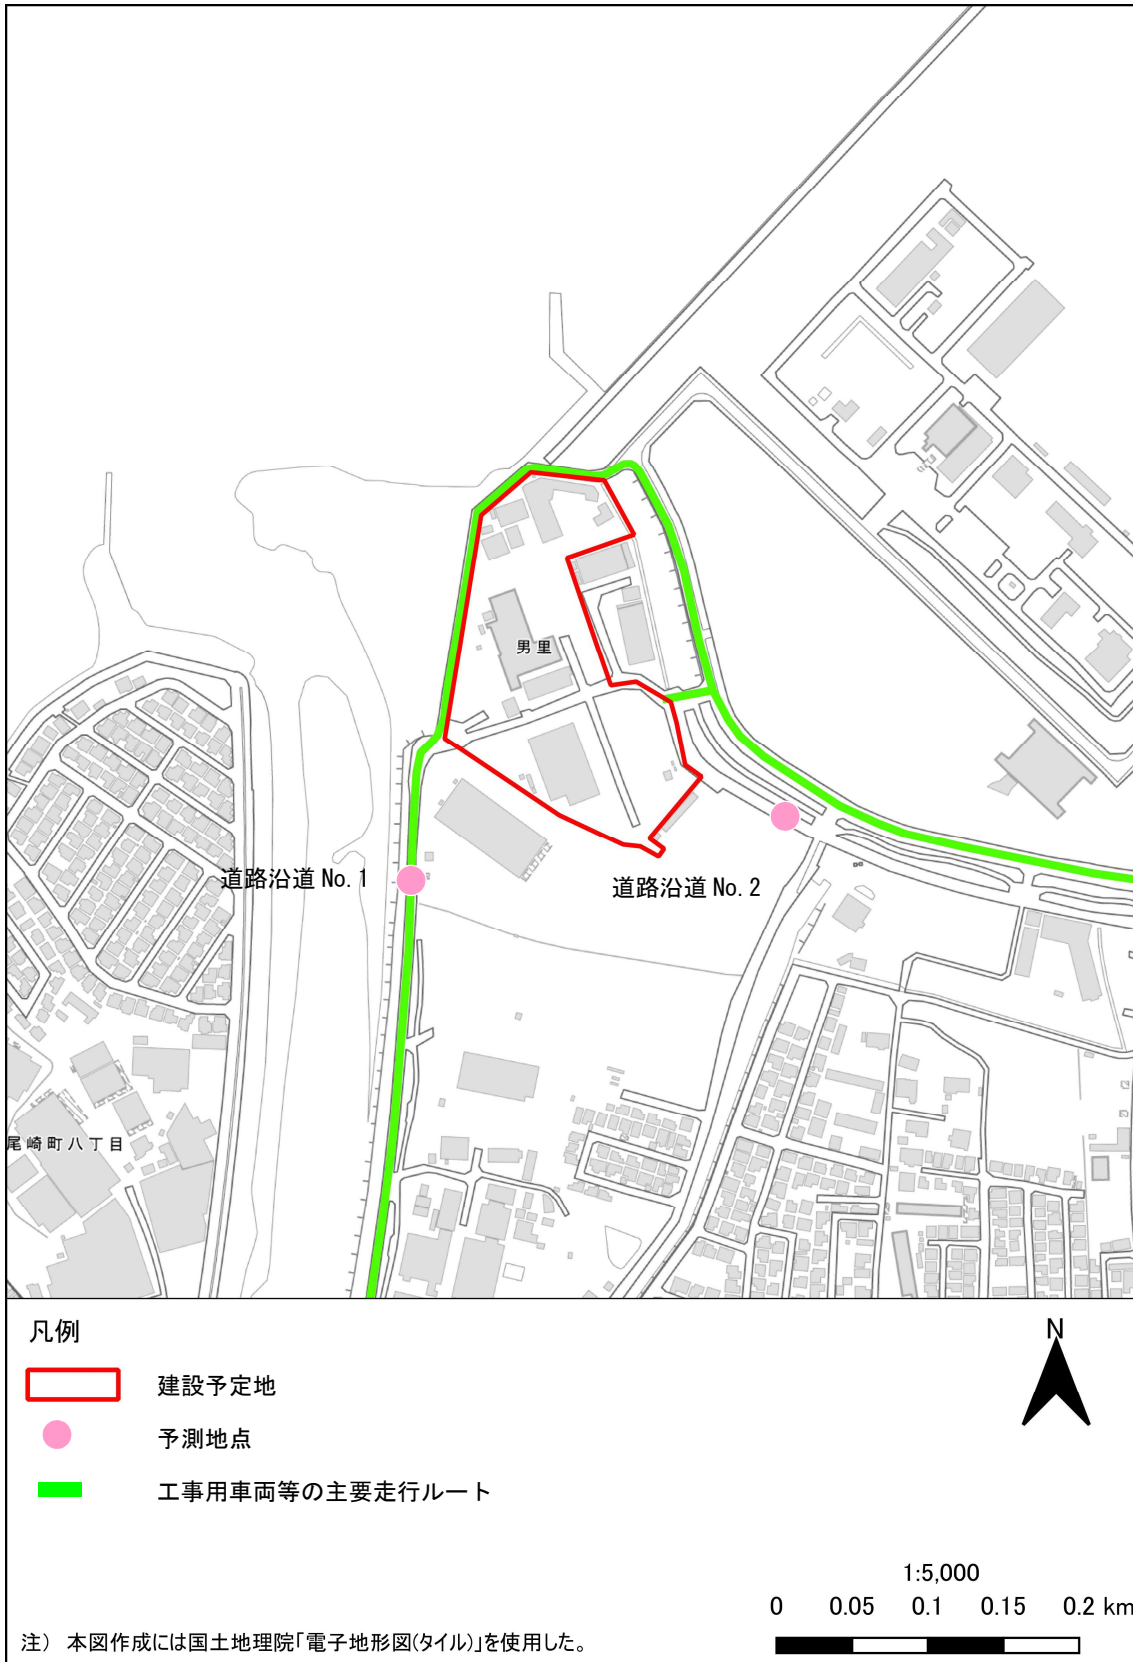 男里
道路沿道 No. 1
道路沿道 No. 2
尾崎町八丁目
凡例
N
建設予定地
予測地点
工事用車両等の主要走行ルート
1:5,000
0 0.05 0.1 0.15 0.2 km
注） 本図作成には国土地理院「電子地形図(タイル)」を使用した。